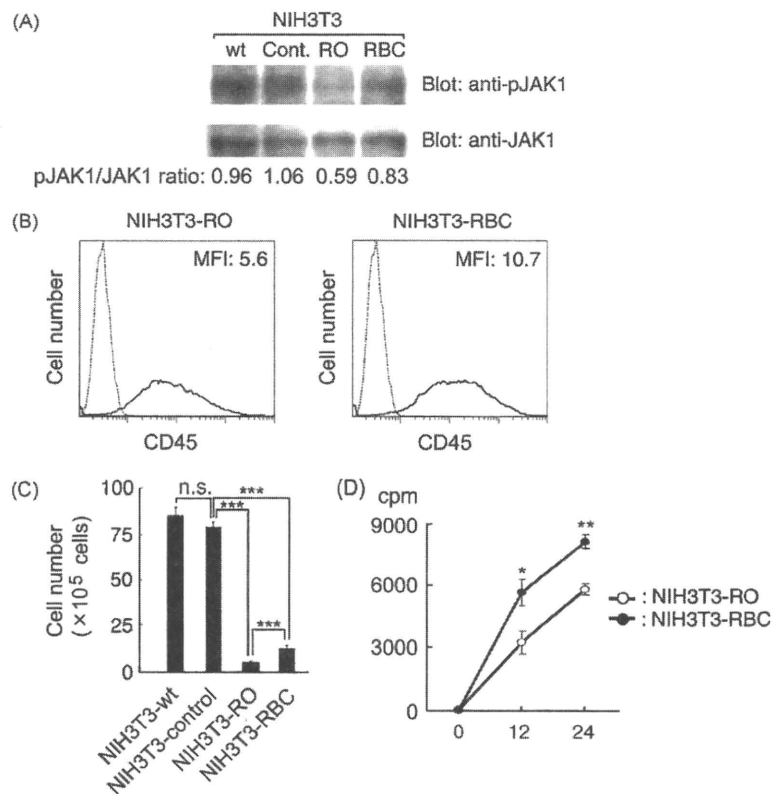 (A)
NIH3T3
wt Cont. RO RBC
Blot: anti-pJAK1
Blot: anti-JAK1
pJAK1/JAK1 ratio: 0.96 1.06 0.59 0.83
(B)
NIH3T3-RO
NIH3T3-RBC
MFI: 5.6
MFI: 10.7
Cell number
Cell number
CD45
CD45
(C)
Cell number
(×10⁵ cells)
100
75
50
25
0
n.s.
***
***
***
NIH3T3-wt
NIH3T3-control
NIH3T3-RO
NIH3T3-RBC
(D)
cpm
9000
6000
3000
0
*
**
: NIH3T3-RO
: NIH3T3-RBC
0 12 24